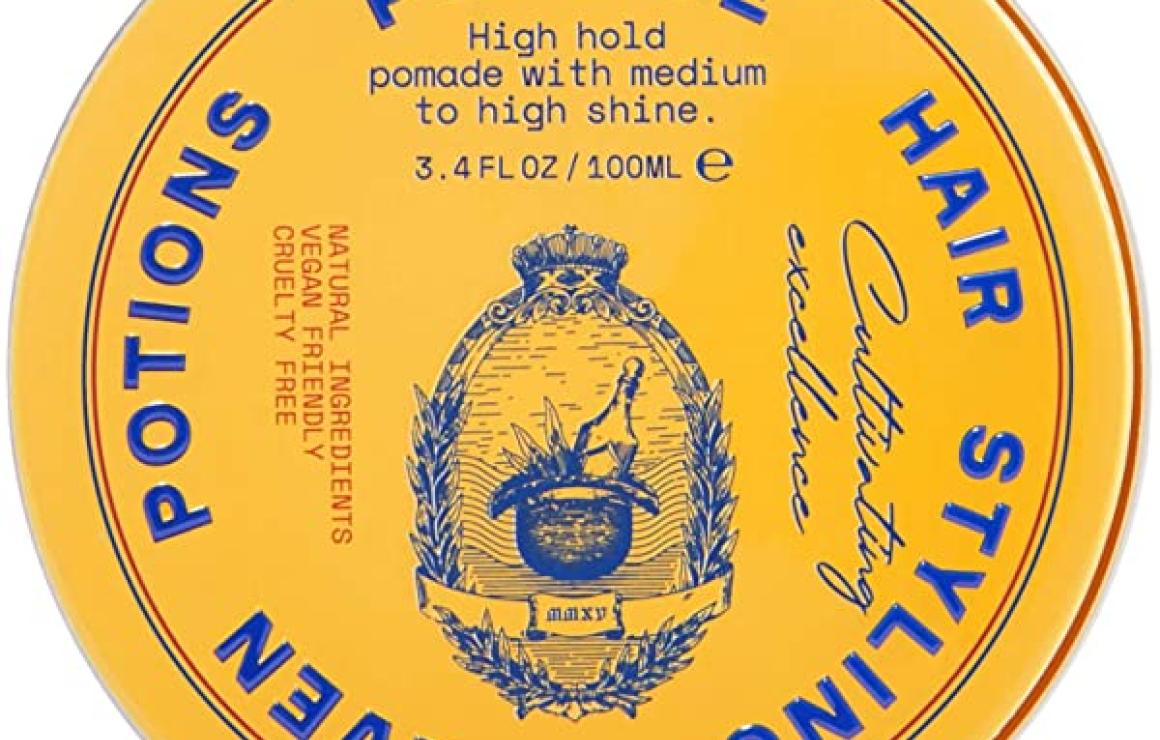 High hold
pomade with medium
to high shine.
3.4 FL OZ / 100ML ℮
HAIR STYLING
POTIONS
NATURAL INGREDIENTS
VEGAN FRIENDLY
CRUELTY FREE
Cultivating
excellence
MMXV